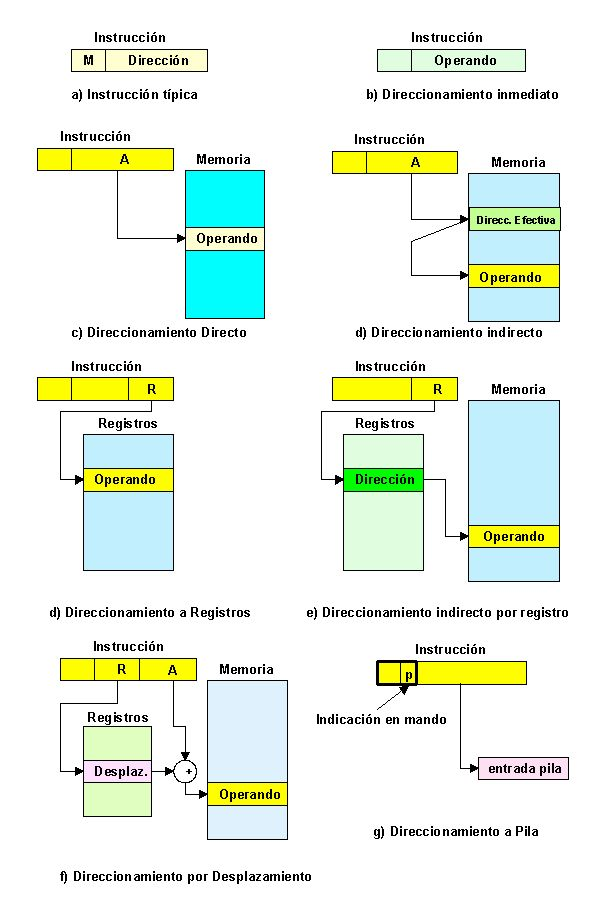 Instrucción
M Dirección
a) Instrucción típica
Instrucción
Operando
b) Direccionamiento inmediato
Instrucción
A
Memoria
Operando
c) Direccionamiento Directo
Instrucción
A
Memoria
Direcc. Efectiva
Operando
d) Direccionamiento indirecto
Instrucción
R
Registros
Operando
d) Direccionamiento a Registros
Instrucción
R
Memoria
Registros
Dirección
Operando
e) Direccionamiento indirecto por registro
Instrucción
R A
Memoria
Registros
Desplaz.
+
Operando
f) Direccionamiento por Desplazamiento
Instrucción
p
Indicación en mando
entrada pila
g) Direccionamiento a Pila